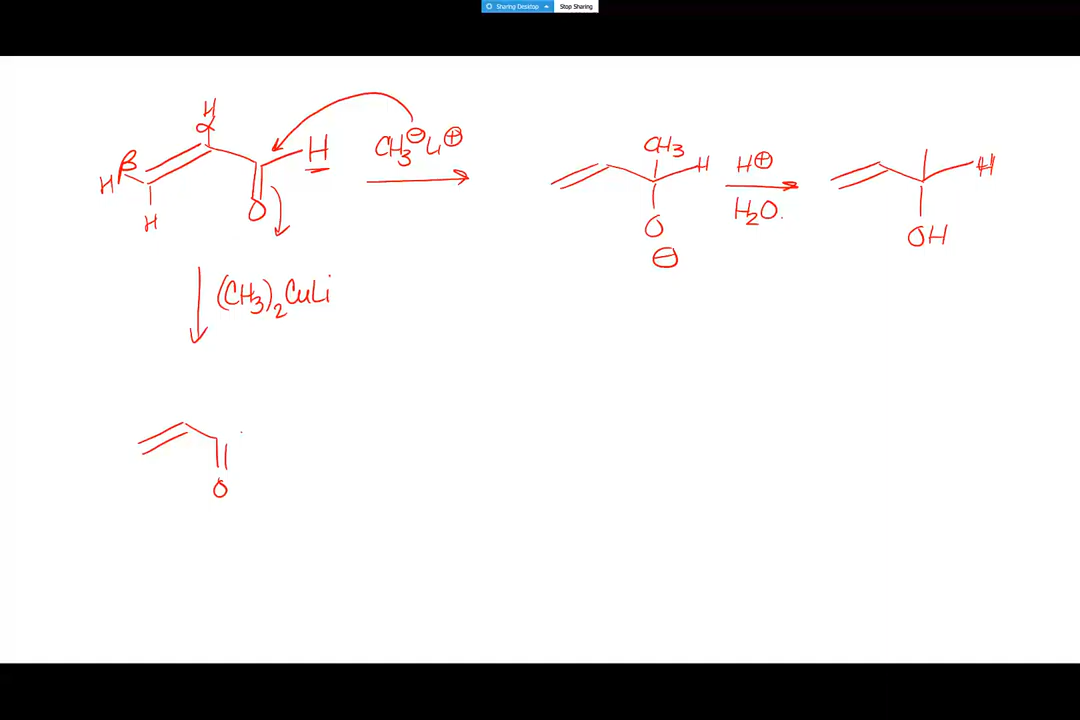 Sharing Desktop Stop Sharing
H
α
β
H
H
H
O
CH3⊖ Li⊕
CH3
H
O
⊖
H⊕
H2O.
H
OH
(CH3)2CuLi
O